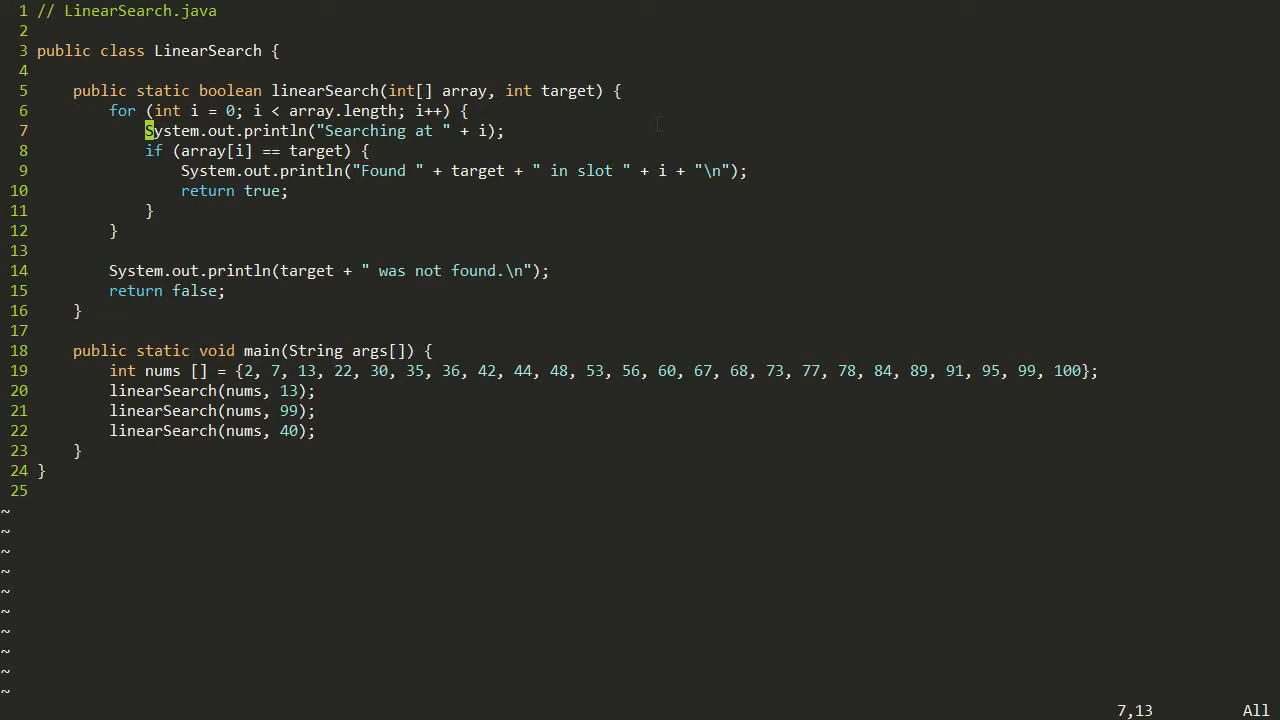 1 // LinearSearch.java
2
3 public class LinearSearch {
4
5     public static boolean linearSearch(int[] array, int target) {
6         for (int i = 0; i < array.length; i++) {
7             System.out.println("Searching at " + i);
8             if (array[i] == target) {
9                 System.out.println("Found " + target + " in slot " + i + "\n");
10                 return true;
11             }
12         }
13
14         System.out.println(target + " was not found.\n");
15         return false;
16     }
17
18     public static void main(String args[]) {
19         int nums [] = {2, 7, 13, 22, 30, 35, 36, 42, 44, 48, 53, 56, 60, 67, 68, 73, 77, 78, 84, 89, 91, 95, 99, 100};
20         linearSearch(nums, 13);
21         linearSearch(nums, 99);
22         linearSearch(nums, 40);
23     }
24 }
25
~
~
~
~
~
~
~
~
~
~
7,13 All